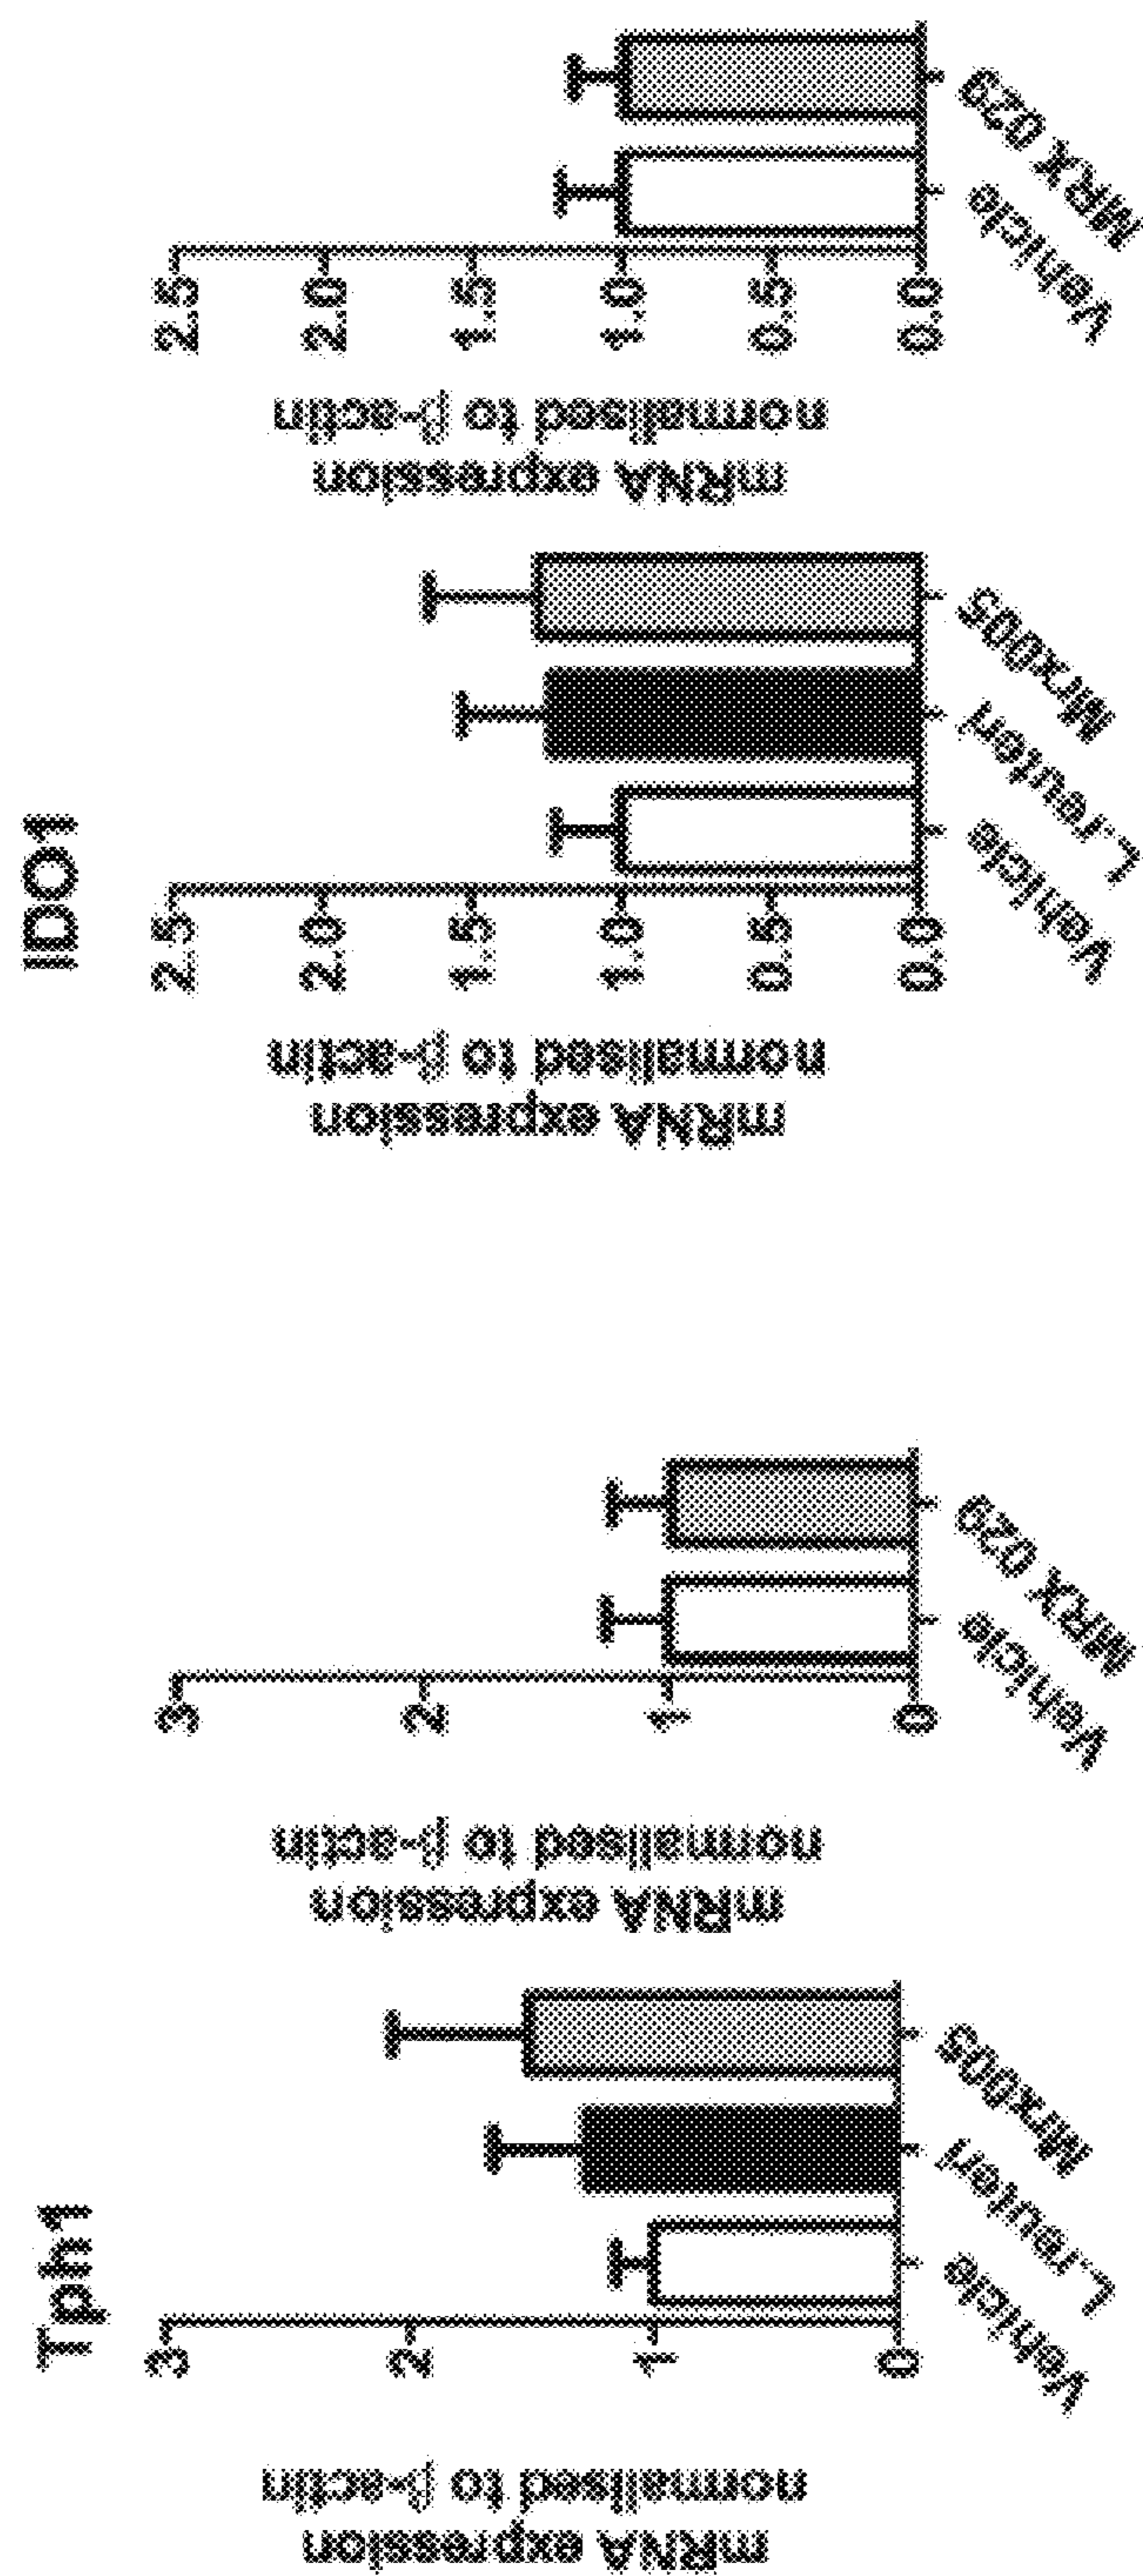 Tph1
mRNA expression
normalised to β-actin
3
2
1
0
Vehicle
L.reuteri
Mrx005
mRNA expression
normalised to β-actin
3
2
1
0
Vehicle
MRX 029
IDO1
mRNA expression
normalised to β-actin
2.5
2.0
1.5
1.0
0.5
0.0
Vehicle
L.reuteri
Mrx005
mRNA expression
normalised to β-actin
2.5
2.0
1.5
1.0
0.5
0.0
Vehicle
MRX 029